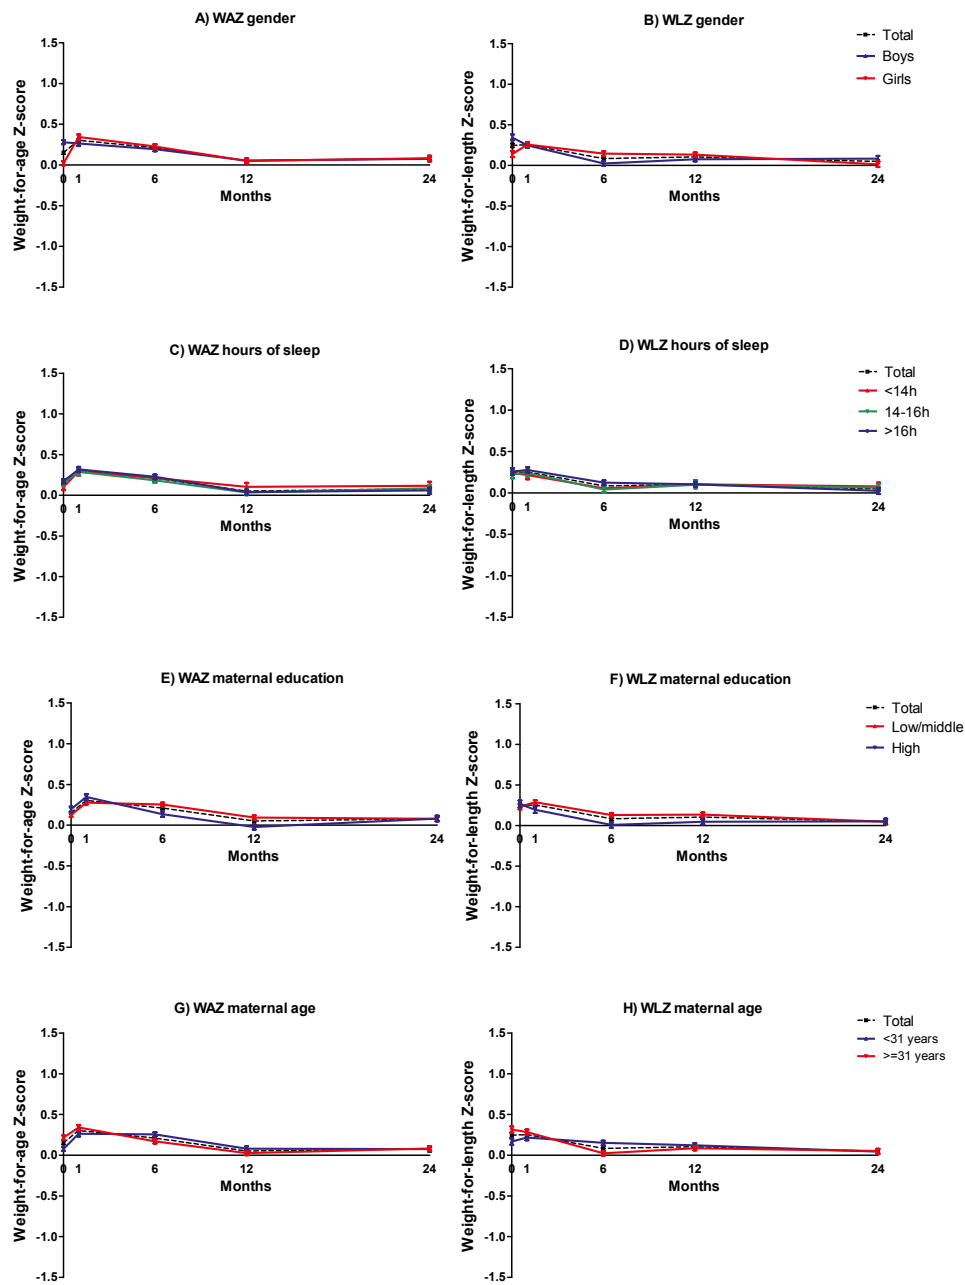 A) WAZ gender
Weight-for-age Z-score
1.5
1.0
0.5
0.0
-0.5
-1.0
-1.5
0 1 6 12 24
Months
B) WLZ gender
Weight-for-length Z-score
1.5
1.0
0.5
0.0
-0.5
-1.0
-1.5
0 1 6 12 24
Months
Total
Boys
Girls
C) WAZ hours of sleep
Weight-for-age Z-score
1.5
1.0
0.5
0.0
-0.5
-1.0
-1.5
0 1 6 12 24
Months
D) WLZ hours of sleep
Weight-for-length Z-score
1.5
1.0
0.5
0.0
-0.5
-1.0
-1.5
0 1 6 12 24
Months
Total
<14h
14-16h
>16h
E) WAZ maternal education
Weight-for-age Z-score
1.5
1.0
0.5
0.0
-0.5
-1.0
-1.5
0 1 6 12 24
Months
F) WLZ maternal education
Weight-for-length Z-score
1.5
1.0
0.5
0.0
-0.5
-1.0
-1.5
0 1 6 12 24
Months
Total
Low/middle
High
G) WAZ maternal age
Weight-for-age Z-score
1.5
1.0
0.5
0.0
-0.5
-1.0
-1.5
0 1 6 12 24
Months
H) WLZ maternal age
Weight-for-length Z-score
1.5
1.0
0.5
0.0
-0.5
-1.0
-1.5
0 1 6 12 24
Months
Total
<31 years
>=31 years